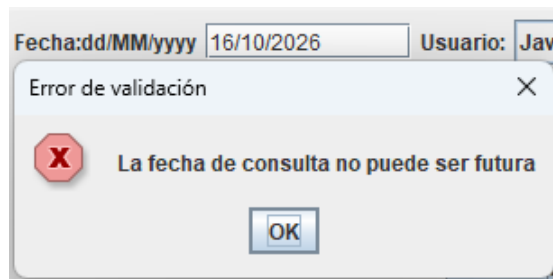 Fecha:dd/MM/yyyy 16/10/2026 Usuario: Jav
Error de validación
La fecha de consulta no puede ser futura
OK